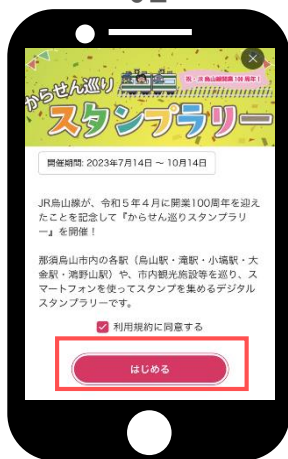 祝・JR烏山線開業100周年!
からせん巡り
スタンプラリー
開催期間: 2023年7月14日 ~ 10月14日
JR烏山線が、令和5年4月に開業100周年を迎え
たことを記念して『からせん巡りスタンプラリ
ー』を開催!
那須烏山市内の各駅(烏山駅・滝駅・小塙駅・大
金駅・鴻野山駅)や、市内観光施設等を巡り、ス
マートフォンを使ってスタンプを集めるデジタル
スタンプラリーです。
利用規約に同意する
はじめる